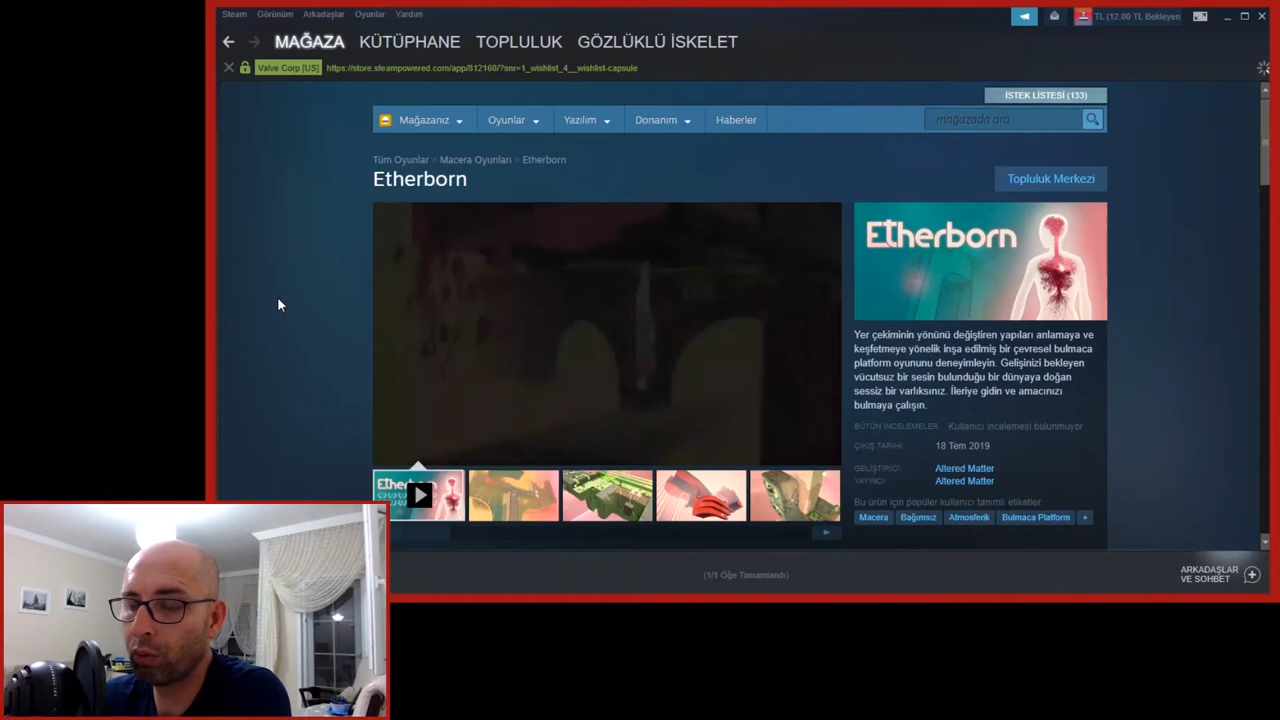 Steam Görünüm Arkadaşlar Oyunlar Yardım
TL (12.00 TL Bekleyen
MAĞAZA KÜTÜPHANE TOPLULUK GÖZLÜKLÜ İSKELET
Valve Corp [US] https://store.steampowered.com/app/812160/?snr=1_wishlist_4__wishlist-capsule
İSTEK LİSTESİ (133)
Mağazanız Oyunlar Yazılım Donanım Haberler mağazada ara
Tüm Oyunlar > Macera Oyunları > Etherborn
Etherborn
Topluluk Merkezi
Etherborn
Yer çekiminin yönünü değiştiren yapıları anlamaya ve
keşfetmeye yönelik inşa edilmiş bir çevresel bulmaca
platform oyununu deneyimleyin. Gelişinizi bekleyen
vücutsuz bir sesin bulunduğu bir dünyaya doğan
sessiz bir varlıksınız. İleriye gidin ve amacınızı
bulmaya çalışın.
BÜTÜN İNCELEMELER: Kullanıcı incelemesi bulunmuyor
ÇIKIŞ TARİHİ: 18 Tem 2019
GELİŞTİRİCİ: Altered Matter
YAYINCI: Altered Matter
Bu ürün için popüler kullanıcı tanımlı etiketler:
Macera Bağımsız Atmosferik Bulmaca Platform +
Etherborn
(1/1 Öğe Tamamlandı)
ARKADAŞLAR
VE SOHBET